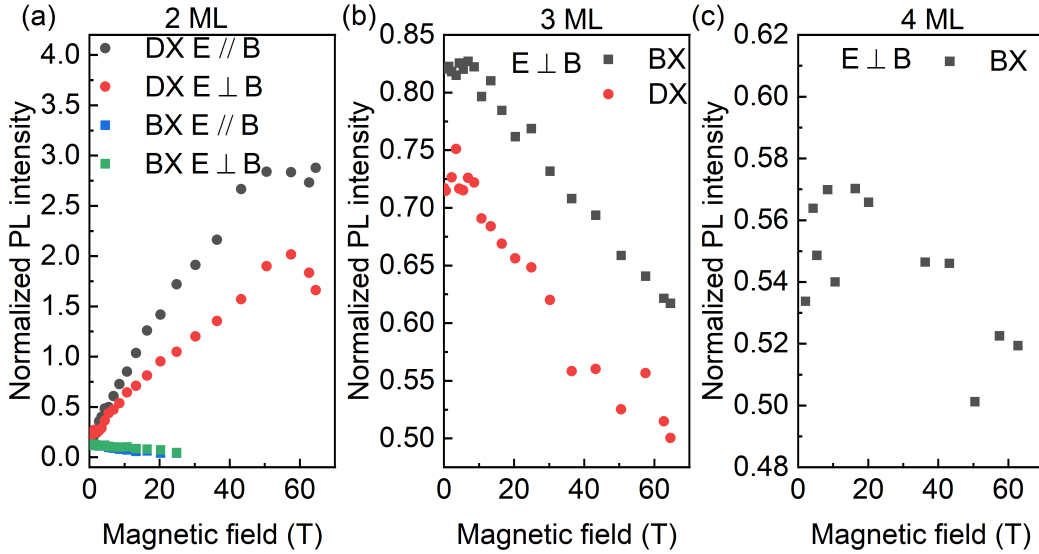 (a) 2 ML
DX E // B
DX E ⊥ B
BX E // B
BX E ⊥ B
4.0
3.5
3.0
2.5
2.0
1.5
1.0
0.5
0.0
0 20 40 60
Normalized PL intensity
Magnetic field (T)
(b) 3 ML
E ⊥ B BX
DX
0.85
0.80
0.75
0.70
0.65
0.60
0.55
0.50
0 20 40 60
Normalized PL intensity
Magnetic field (T)
(c) 4 ML
E ⊥ B BX
0.62
0.60
0.58
0.56
0.54
0.52
0.50
0.48
0 20 40 60
Normalized PL intensity
Magnetic field (T)